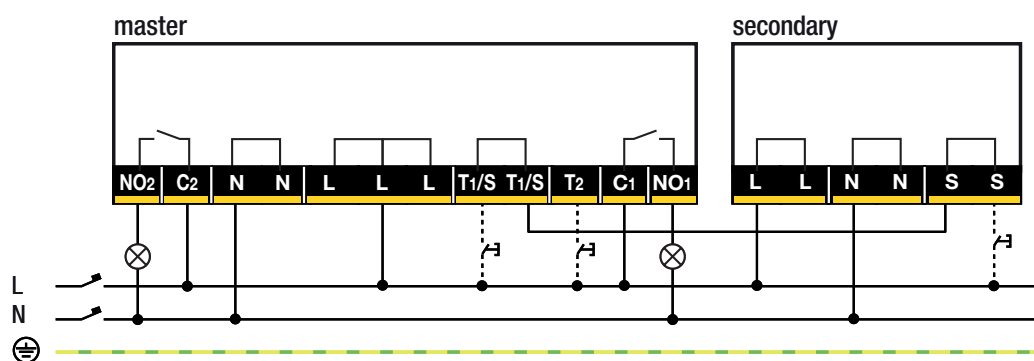 master secondary
NO2 C2 N N L L L T1/S T1/S T2 C1 NO1 L L N N S S
L
N